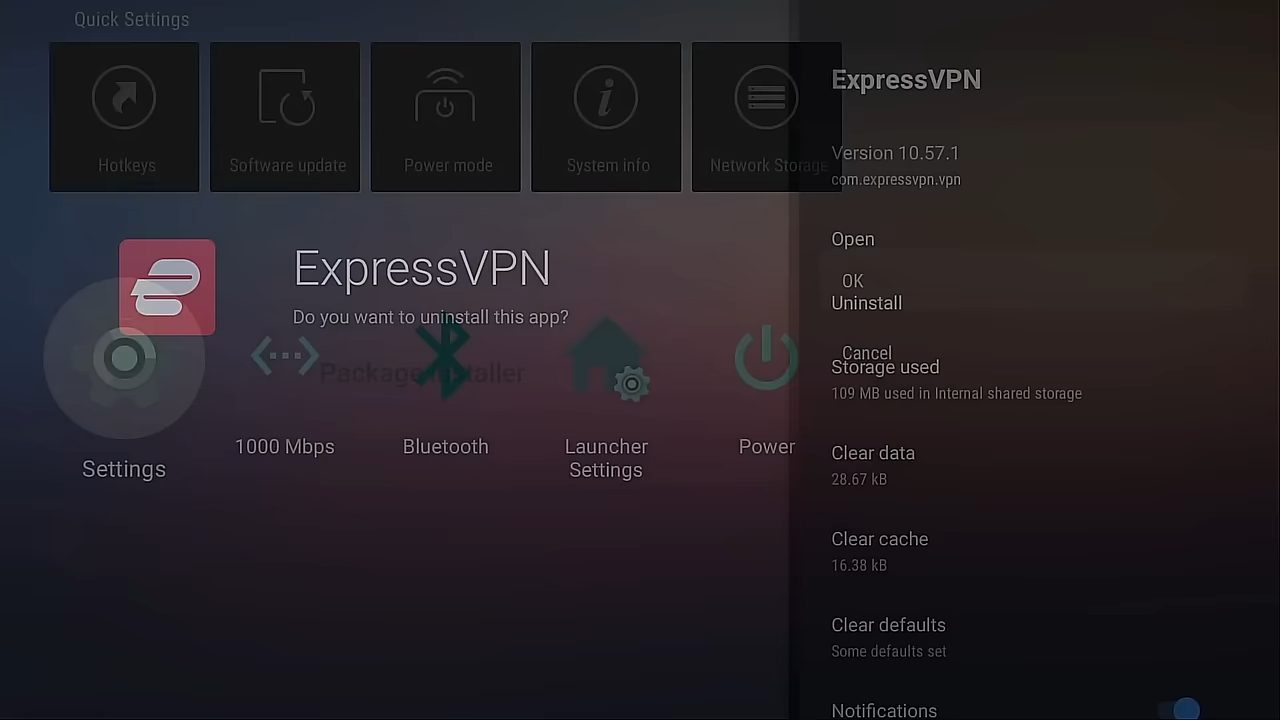 Quick Settings
Hotkeys
Software update
Power mode
System info
Network Storage
ExpressVPN
Do you want to uninstall this app?
Package Installer
Settings
1000 Mbps
Bluetooth
Launcher
Settings
Power
ExpressVPN
Version 10.57.1
com.expressvpn.vpn
Open
OK
Uninstall
Cancel
Storage used
109 MB used in Internal shared storage
Clear data
28.67 kB
Clear cache
16.38 kB
Clear defaults
Some defaults set
Notifications